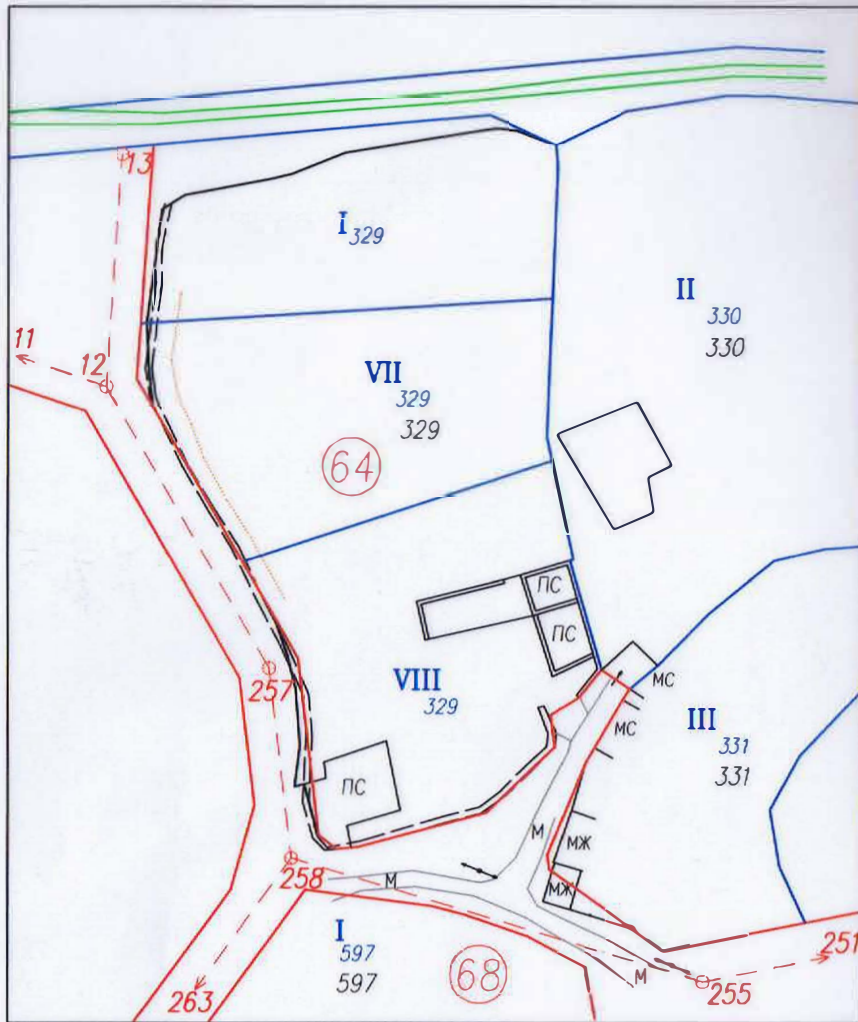 13
I 329
II 330
330
11
12
VII 329
329
64
ПС
ПС
257
VIII 329
МС
МС
III 331
331
ПС
М
МЖ
МЖ
258
М
I 597
597
68
М
251
255
263